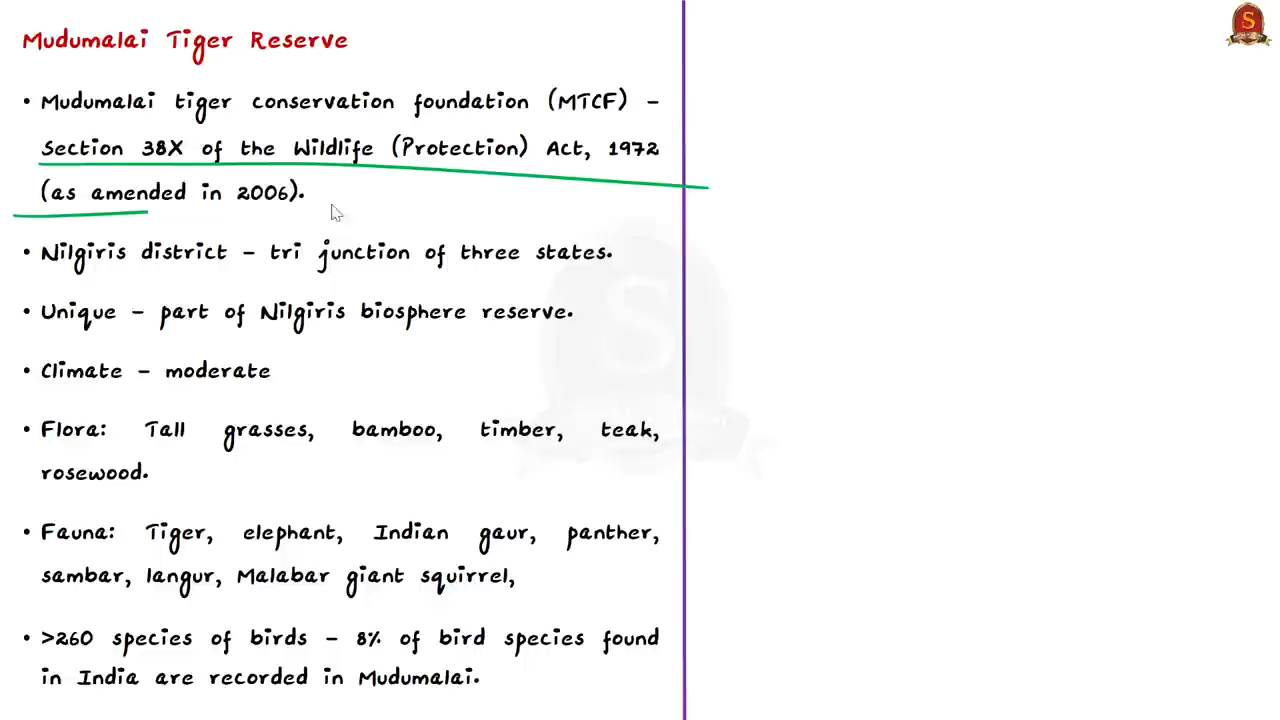 Mudumalai Tiger Reserve
• Mudumalai tiger conservation foundation (MTCF) –
Section 38X of the Wildlife (Protection) Act, 1972
(as amended in 2006).
• Nilgiris district – tri junction of three states.
• Unique – part of Nilgiris biosphere reserve.
• Climate – moderate
• Flora: Tall grasses, bamboo, timber, teak,
rosewood.
• Fauna: Tiger, elephant, Indian gaur, panther,
sambar, langur, Malabar giant squirrel,
• >260 species of birds – 8% of bird species found
in India are recorded in Mudumalai.
S
S